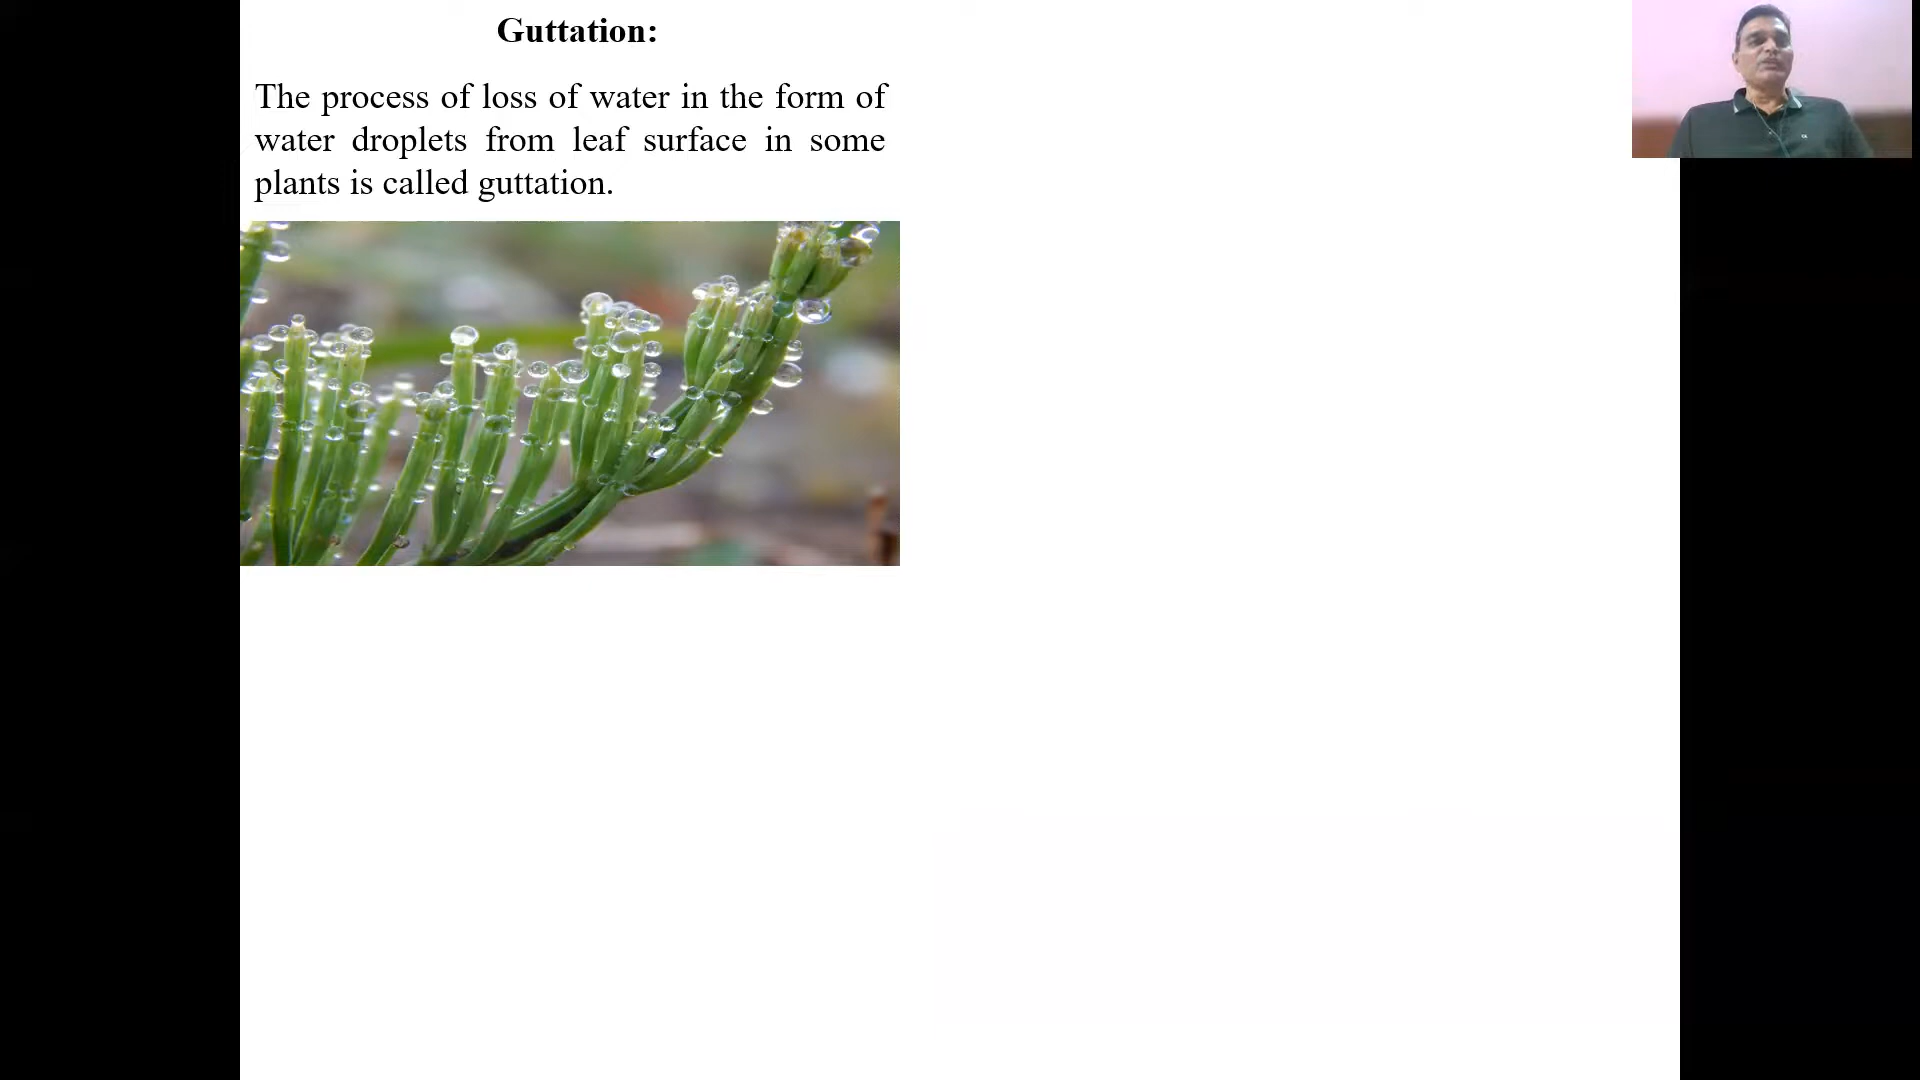 Guttation:
The process of loss of water in the form of
water droplets from leaf surface in some
plants is called guttation.